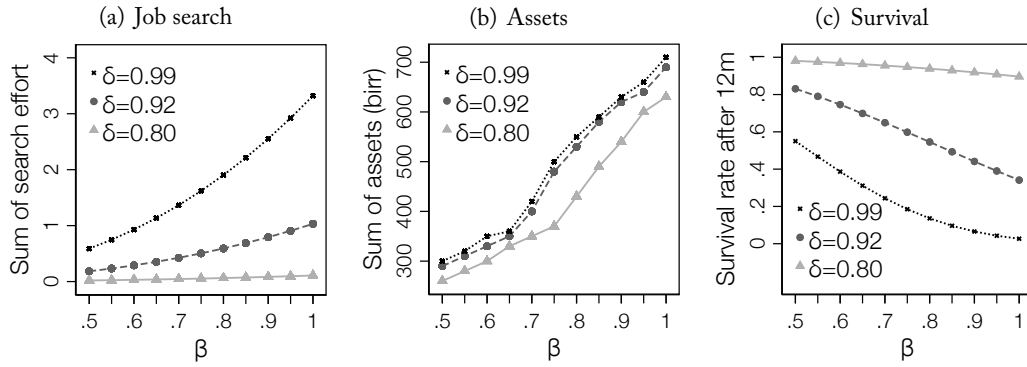 (a) Job search
Sum of search effort
4
3
2
1
0
δ=0.99
δ=0.92
δ=0.80
.5 .6 .7 .8 .9 1
β
(b) Assets
Sum of assets (birr)
700
600
500
400
300
δ=0.99
δ=0.92
δ=0.80
.5 .6 .7 .8 .9 1
β
(c) Survival
Survival rate after 12m
1
.8
.6
.4
.2
0
δ=0.99
δ=0.92
δ=0.80
.5 .6 .7 .8 .9 1
β